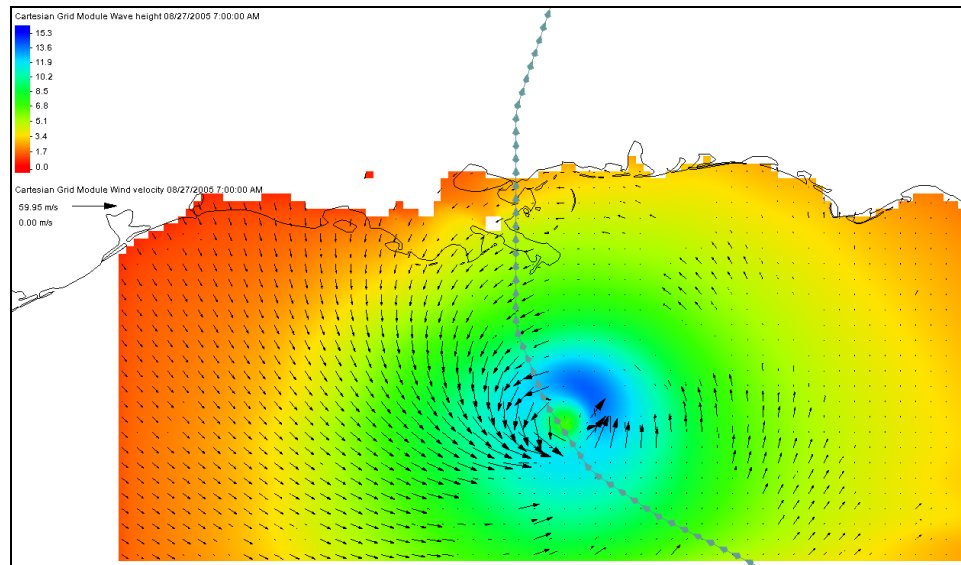 Cartesian Grid Module Wave height 08/27/2005 7:00:00 AM
15.3
13.6
11.9
10.2
8.5
6.8
5.1
3.4
1.7
0.0
Cartesian Grid Module Wind velocity 08/27/2005 7:00:00 AM
59.95 m/s
0.00 m/s